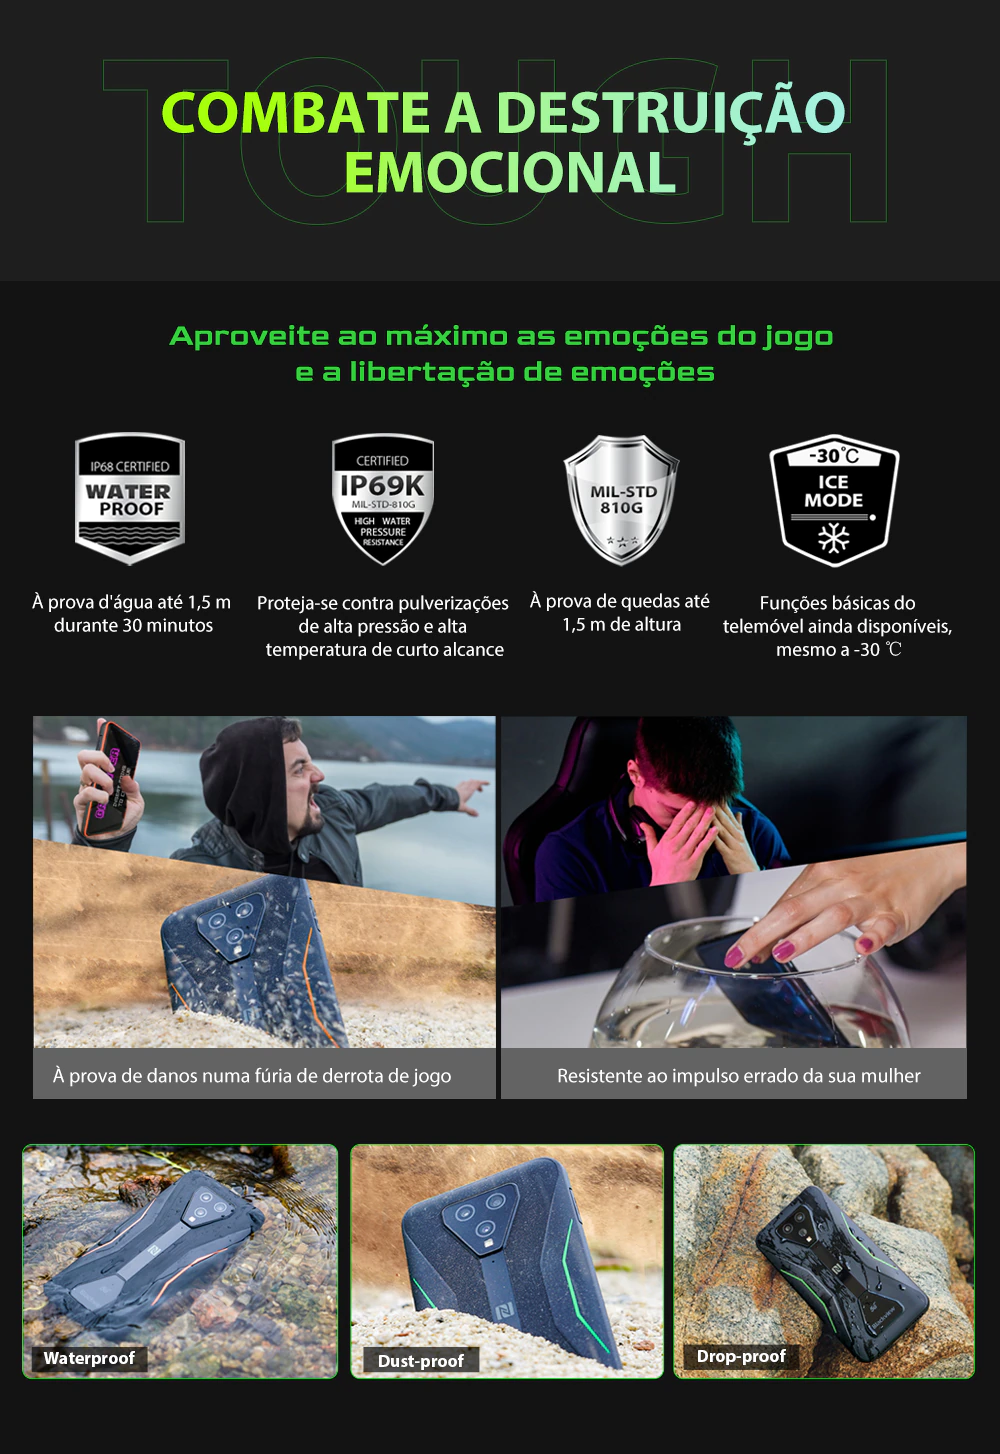 TOUGH
COMBATE A DESTRUIÇÃO
EMOCIONAL
Aproveite ao máximo as emoções do jogo
e a libertação de emoções
IP68 CERTIFIED
WATER
PROOF
À prova d'água até 1,5 m
durante 30 minutos
CERTIFIED
IP69K
MIL-STD-810G
HIGH WATER
PRESSURE
RESISTANCE
Proteja-se contra pulverizações
de alta pressão e alta
temperatura de curto alcance
MIL-STD
810G
À prova de quedas até
1,5 m de altura
-30℃
ICE
MODE
Funções básicas do
telemóvel ainda disponíveis,
mesmo a -30 ℃
À prova de danos numa fúria de derrota de jogo
Resistente ao impulso errado da sua mulher
Waterproof
Dust-proof
Blackview
Drop-proof